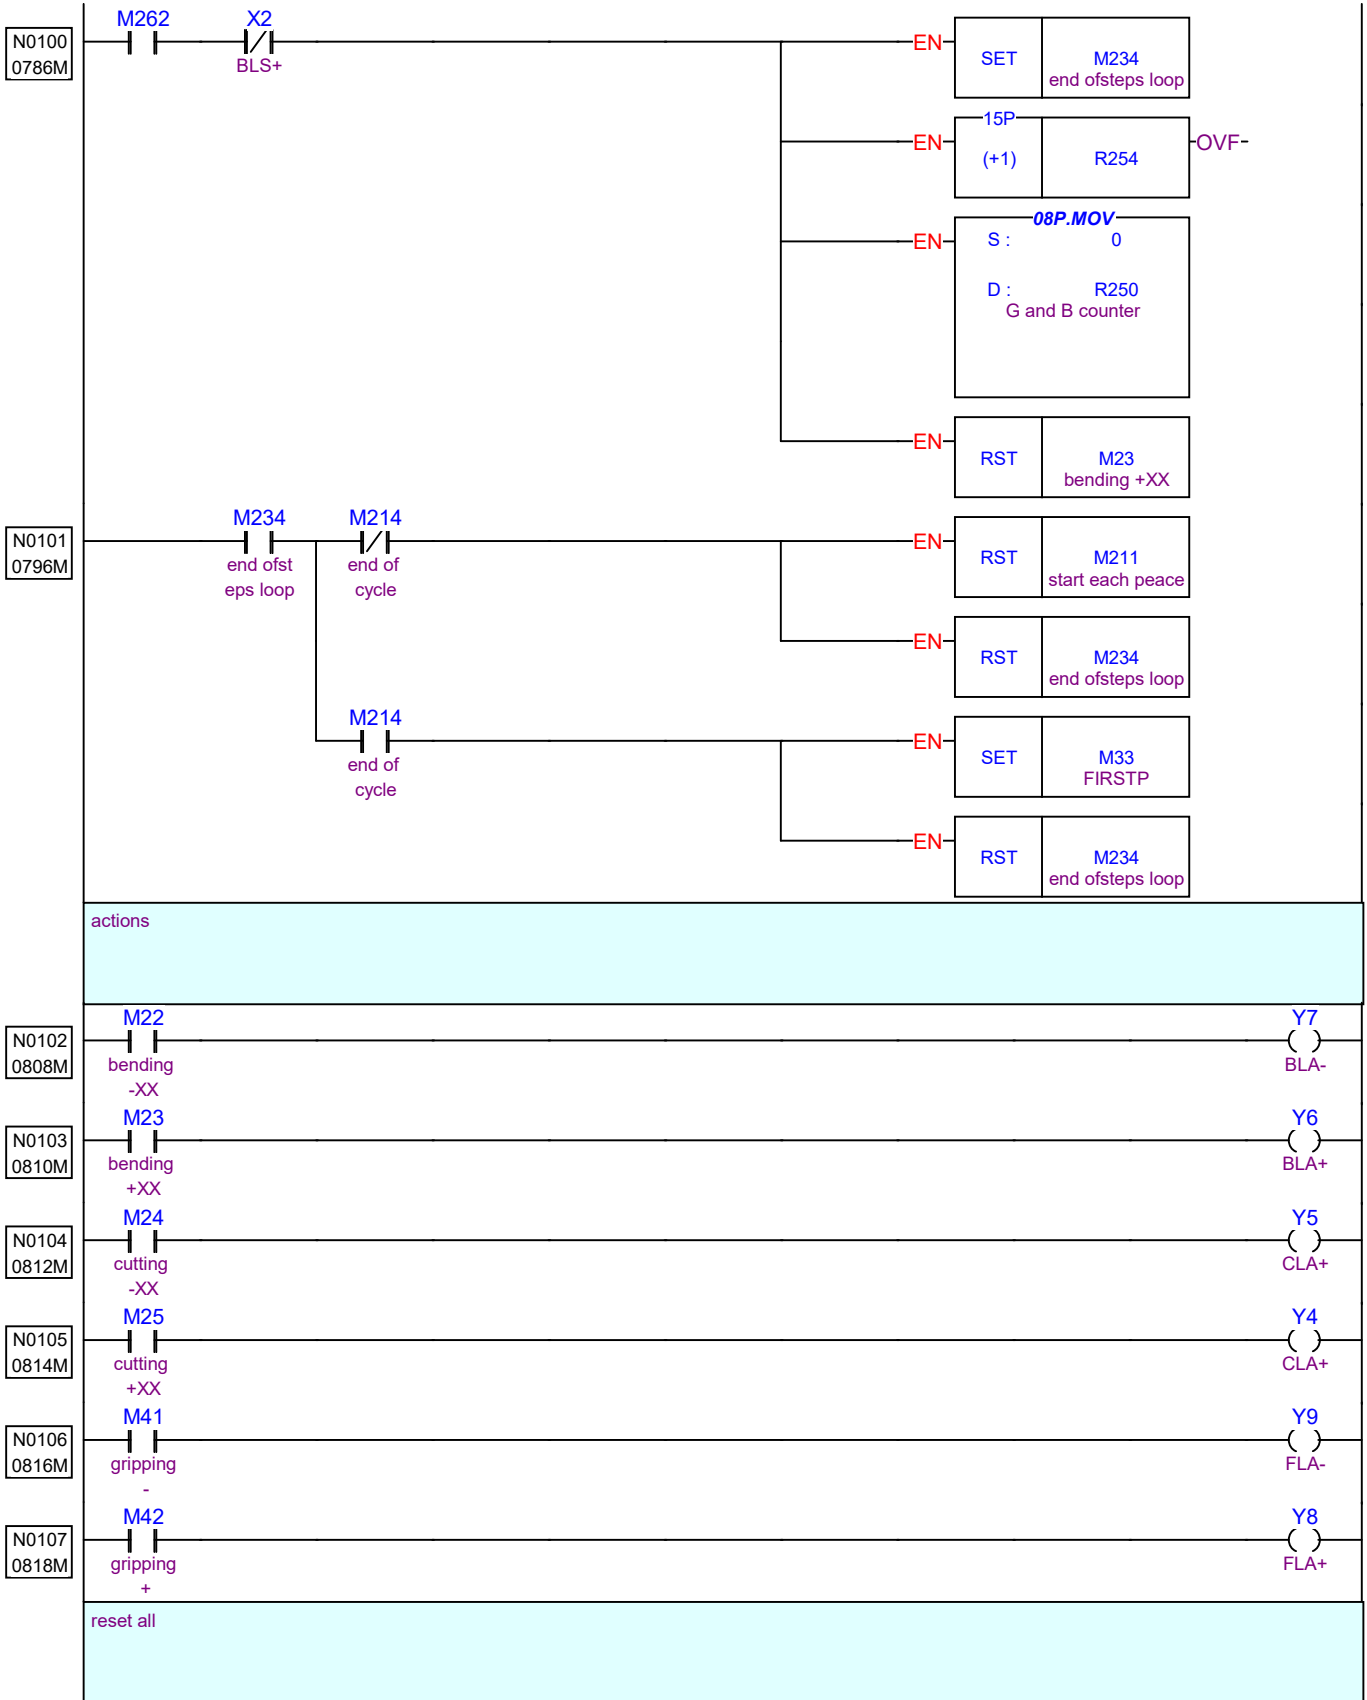 M262 X2
N0100 EN
0786M BLS+ SET M234
end ofsteps loop
15P
EN OVF
(+1) R254
08P.MOV
EN S : 0
D : R250
G and B counter
EN
RST M23
bending +XX
M234 M214
N0101 EN
0796M end ofst end of RST M211
eps loop cycle start each peace
EN
RST M234
end ofsteps loop
M214
EN
end of SET M33
cycle FIRSTP
EN
RST M234
end ofsteps loop
actions
M22 Y7
N0102
0808M bending BLA-
-XX
M23 Y6
N0103
0810M bending BLA+
+XX
M24 Y5
N0104
0812M cutting CLA+
-XX
M25 Y4
N0105
0814M cutting CLA+
+XX
M41 Y9
N0106
0816M gripping FLA-
-
M42 Y8
N0107
0818M gripping FLA+
+
reset all